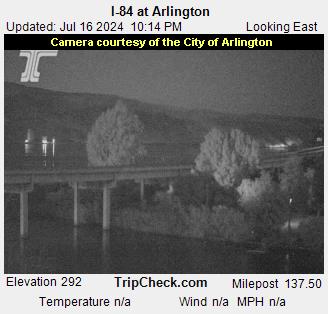 I-84 at Arlington
Updated: Jul 16 2024 10:14 PM Looking East
Camera courtesy of the City of Arlington
Elevation 292 TripCheck.com Milepost 137.50
Temperature n/a Wind n/a MPH n/a